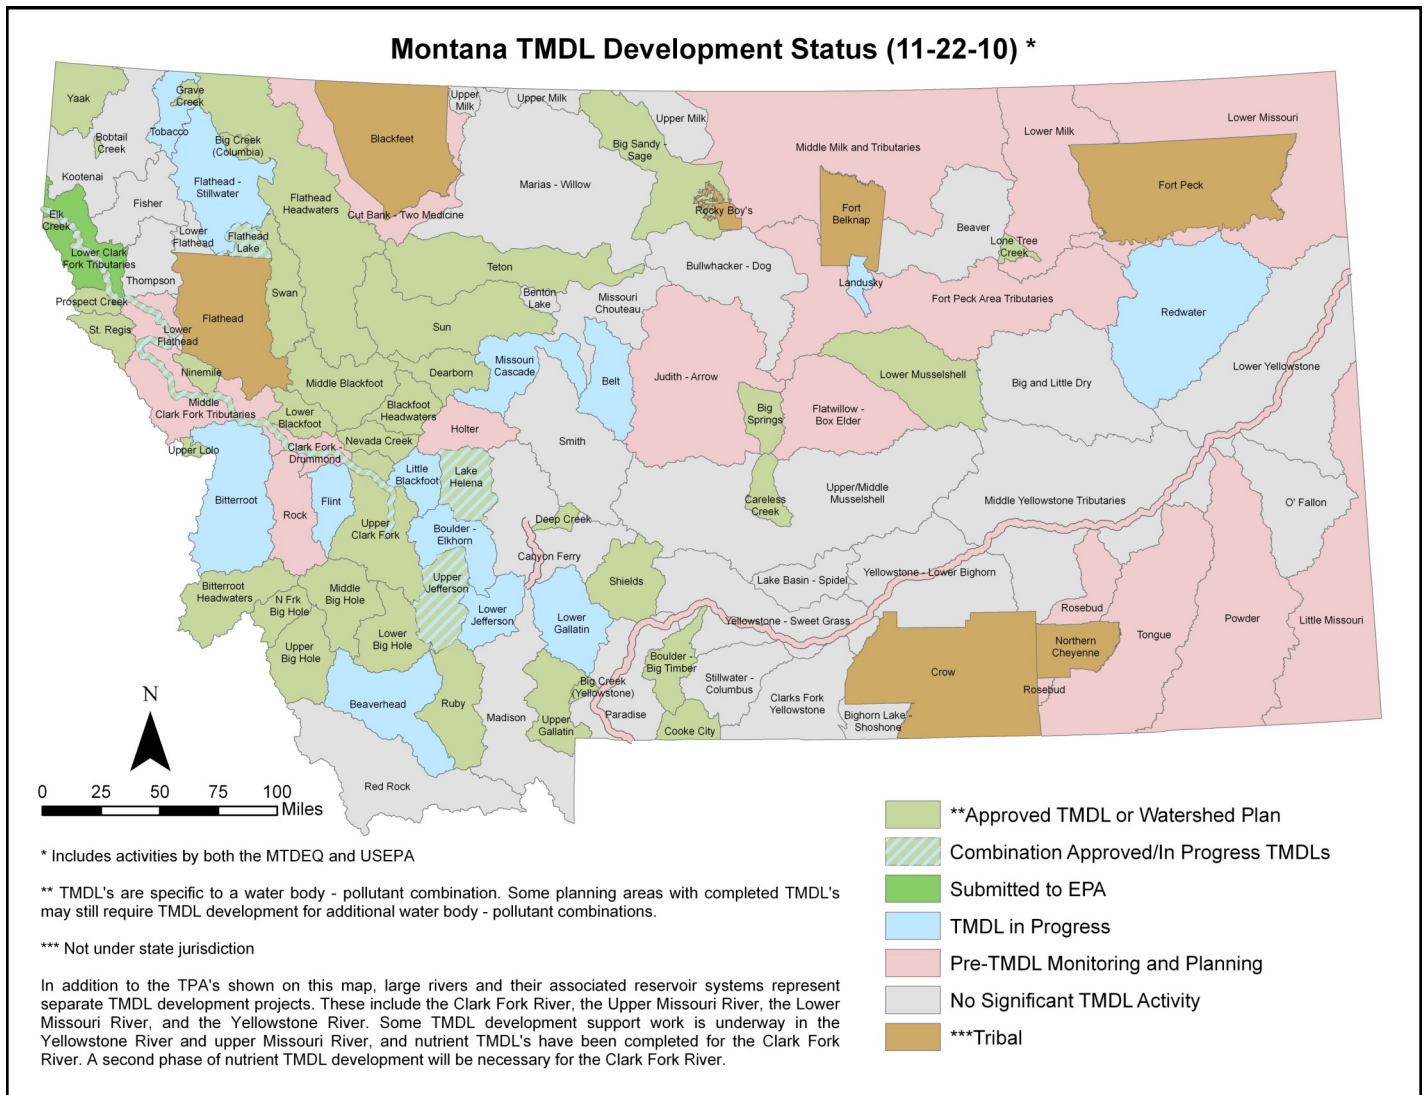 Montana TMDL Development Status (11-22-10) *
Yaak
Grave
Creek
Tobacco
Bobtail
Creek
Big Creek
(Columbia)
Kootenai
Fisher
Flathead -
Stillwater
Flathead
Headwaters
Blackfeet
Cut Bank - Two Medicine
Upper
Milk
Upper Milk
Upper Milk
Big Sandy -
Sage
Marias - Willow
Rocky Boy's
Middle Milk and Tributaries
Lower Milk
Lower Missouri
Fort Peck
Fort
Belknap
Beaver
Lone Tree
Creek
Elk
Creek
Lower Clark
Fork Tributaries
Lower
Flathead
Flathead
Lake
Thompson
Prospect Creek
St. Regis
Lower
Flathead
Flathead
Swan
Teton
Benton
Lake
Sun
Missouri
Chouteau
Bullwhacker - Dog
Landusky
Fort Peck Area Tributaries
Redwater
Ninemile
Middle
Clark Fork Tributaries
Middle Blackfoot
Dearborn
Missouri
Cascade
Belt
Judith - Arrow
Lower Musselshell
Big and Little Dry
Lower Yellowstone
Lower
Blackfoot
Blackfoot
Headwaters
Nevada Creek
Holter
Smith
Big
Springs
Flatwillow -
Box Elder
Upper Lolo
Clark Fork -
Drummond
Bitterroot
Rock
Flint
Little
Blackfoot
Lake
Helena
Upper
Clark Fork
Boulder -
Elkhorn
Deep Creek
Canyon Ferry
Careless
Creek
Upper/Middle
Musselshell
Middle Yellowstone Tributaries
O' Fallon
Bitterroot
Headwaters
N Frk
Big Hole
Middle
Big Hole
Upper
Jefferson
Lower
Jefferson
Lower
Gallatin
Shields
Lake Basin - Spidel
Yellowstone - Lower Bighorn
Yellowstone - Sweet Grass
Rosebud
Northern
Cheyenne
Tongue
Powder
Little Missouri
Upper
Big Hole
Lower
Big Hole
Beaverhead
Ruby
Madison
Upper
Gallatin
Big Creek
(Yellowstone)
Paradise
Boulder -
Big Timber
Cooke City
Stillwater -
Columbus
Clarks Fork
Yellowstone
Bighorn Lake -
Shoshone
Crow
Rosebud
Red Rock
N
0 25 50 75 100
Miles
* Includes activities by both the MTDEQ and USEPA
** TMDL's are specific to a water body - pollutant combination. Some planning areas with completed TMDL's
may still require TMDL development for additional water body - pollutant combinations.
*** Not under state jurisdiction
In addition to the TPA's shown on this map, large rivers and their associated reservoir systems represent
separate TMDL development projects. These include the Clark Fork River, the Upper Missouri River, the Lower
Missouri River, and the Yellowstone River. Some TMDL development support work is underway in the
Yellowstone River and upper Missouri River, and nutrient TMDL's have been completed for the Clark Fork
River. A second phase of nutrient TMDL development will be necessary for the Clark Fork River.
**Approved TMDL or Watershed Plan
Combination Approved/In Progress TMDLs
Submitted to EPA
TMDL in Progress
Pre-TMDL Monitoring and Planning
No Significant TMDL Activity
***Tribal